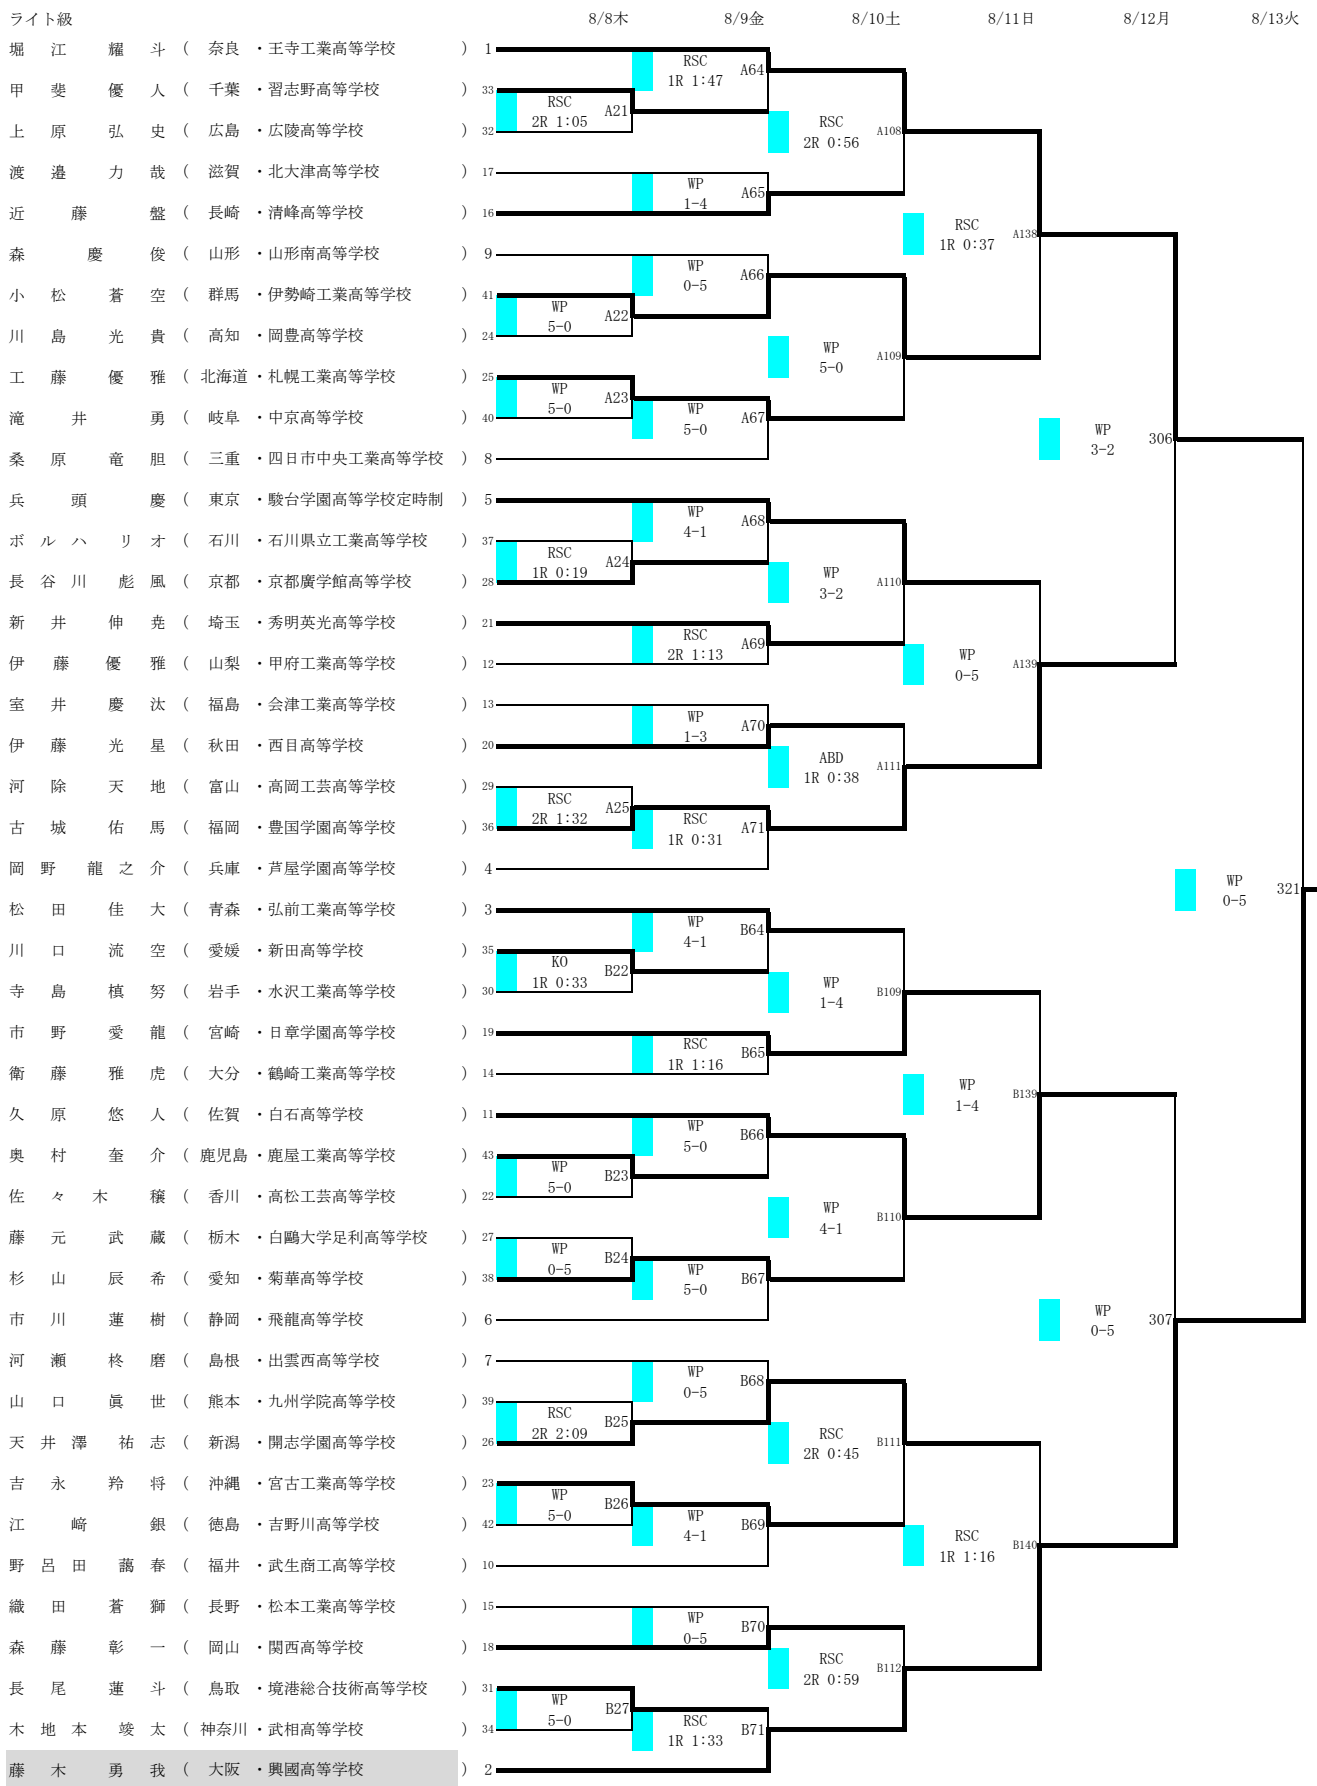 ライト級 8/8木 8/9金 8/10土 8/11日 8/12月 8/13火
堀江 耀斗 ( 奈良 ・王寺工業高等学校 ) 1
RSC
1R 1:47 A64
甲斐 優人 ( 千葉 ・習志野高等学校 ) 33
RSC
2R 1:05 A21
上原 弘史 ( 広島 ・広陵高等学校 ) 32
RSC
2R 0:56 A108
渡邉 力哉 ( 滋賀 ・北大津高等学校 ) 17
WP
1-4 A65
近藤 盤 ( 長崎 ・清峰高等学校 ) 16
RSC
1R 0:37 A138
森 慶俊 ( 山形 ・山形南高等学校 ) 9
WP
0-5 A66
小松 蒼空 ( 群馬 ・伊勢崎工業高等学校 ) 41
WP
5-0 A22
川島 光貴 ( 高知 ・岡豊高等学校 ) 24
WP
5-0 A109
工藤 優雅 ( 北海道 ・札幌工業高等学校 ) 25
WP
5-0 A23
滝井 勇 ( 岐阜 ・中京高等学校 ) 40
WP
5-0 A67
WP
3-2 306
桑原 竜胆 ( 三重 ・四日市中央工業高等学校 ) 8
兵頭 慶 ( 東京 ・駿台学園高等学校定時制 ) 5
WP
4-1 A68
ボルハ リオ ( 石川 ・石川県立工業高等学校 ) 37
RSC
1R 0:19 A24
長谷川 彪風 ( 京都 ・京都廣学館高等学校 ) 28
WP
3-2 A110
新井 伸尭 ( 埼玉 ・秀明英光高等学校 ) 21
RSC
2R 1:13 A69
伊藤 優雅 ( 山梨 ・甲府工業高等学校 ) 12
WP
0-5 A139
室井 慶汰 ( 福島 ・会津工業高等学校 ) 13
WP
1-3 A70
伊藤 光星 ( 秋田 ・西目高等学校 ) 20
ABD
1R 0:38 A111
河除 天地 ( 富山 ・高岡工芸高等学校 ) 29
RSC
2R 1:32 A25
古城 佑馬 ( 福岡 ・豊国学園高等学校 ) 36
RSC
1R 0:31 A71
岡野 龍之介 ( 兵庫 ・芦屋学園高等学校 ) 4
WP
0-5 321
松田 佳大 ( 青森 ・弘前工業高等学校 ) 3
WP
4-1 B64
川口 流空 ( 愛媛 ・新田高等学校 ) 35
KO
1R 0:33 B22
寺島 槙努 ( 岩手 ・水沢工業高等学校 ) 30
WP
1-4 B109
市野 愛龍 ( 宮崎 ・日章学園高等学校 ) 19
RSC
1R 1:16 B65
衛藤 雅虎 ( 大分 ・鶴崎工業高等学校 ) 14
WP
1-4 B139
久原 悠人 ( 佐賀 ・白石高等学校 ) 11
WP
5-0 B66
奥村 奎介 ( 鹿児島 ・鹿屋工業高等学校 ) 43
WP
5-0 B23
佐々木 穣 ( 香川 ・高松工芸高等学校 ) 22
WP
4-1 B110
藤元 武蔵 ( 栃木 ・白鷗大学足利高等学校 ) 27
WP
0-5 B24
杉山 辰希 ( 愛知 ・菊華高等学校 ) 38
WP
5-0 B67
市川 蓮樹 ( 静岡 ・飛龍高等学校 ) 6
WP
0-5 307
河瀬 柊磨 ( 島根 ・出雲西高等学校 ) 7
WP
0-5 B68
山口 眞世 ( 熊本 ・九州学院高等学校 ) 39
RSC
2R 2:09 B25
天井澤 祐志 ( 新潟 ・開志学園高等学校 ) 26
RSC
2R 0:45 B111
吉永 羚将 ( 沖縄 ・宮古工業高等学校 ) 23
WP
5-0 B26
江﨑 銀 ( 徳島 ・吉野川高等学校 ) 42
WP
4-1 B69
RSC
1R 1:16 B140
野呂田 藹春 ( 福井 ・武生商工高等学校 ) 10
織田 蒼獅 ( 長野 ・松本工業高等学校 ) 15
WP
0-5 B70
森藤 彰一 ( 岡山 ・関西高等学校 ) 18
RSC
2R 0:59 B112
長尾 蓮斗 ( 鳥取 ・境港総合技術高等学校 ) 31
WP
5-0 B27
木地本 竣太 ( 神奈川 ・武相高等学校 ) 34
RSC
1R 1:33 B71
藤木 勇我 ( 大阪 ・興國高等学校 ) 2